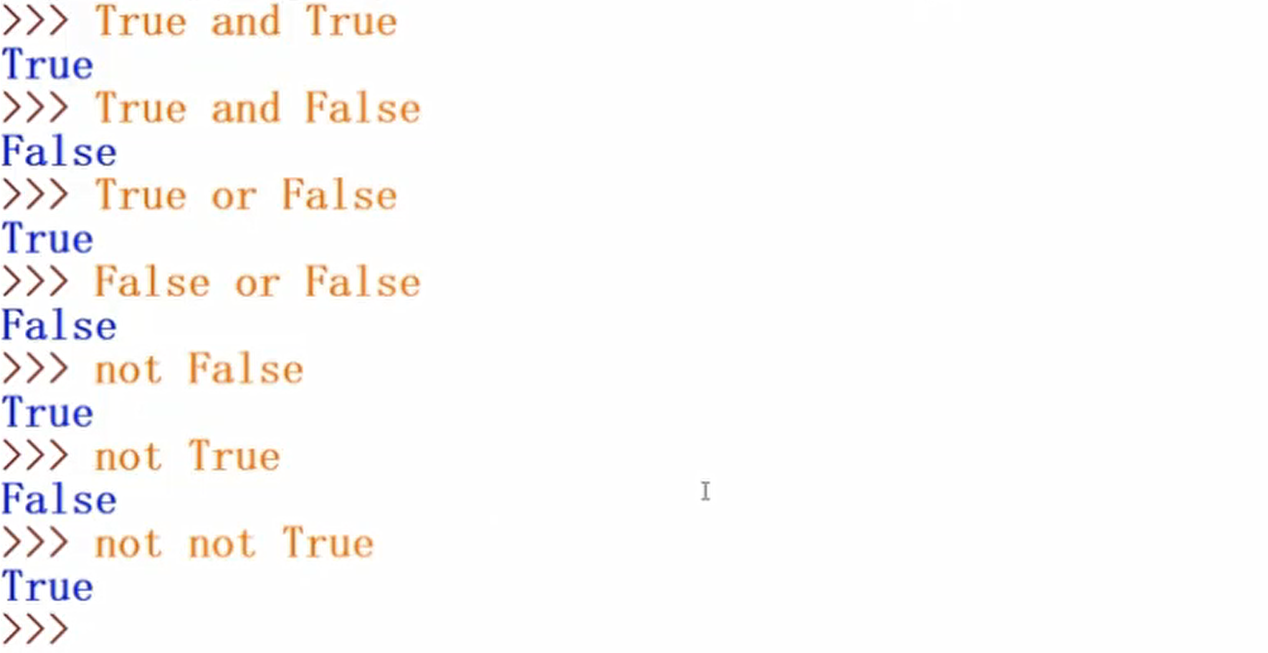 >>> True and True
True
>>> True and False
False
>>> True or False
True
>>> False or False
False
>>> not False
True
>>> not True
False
>>> not not True
True
>>>